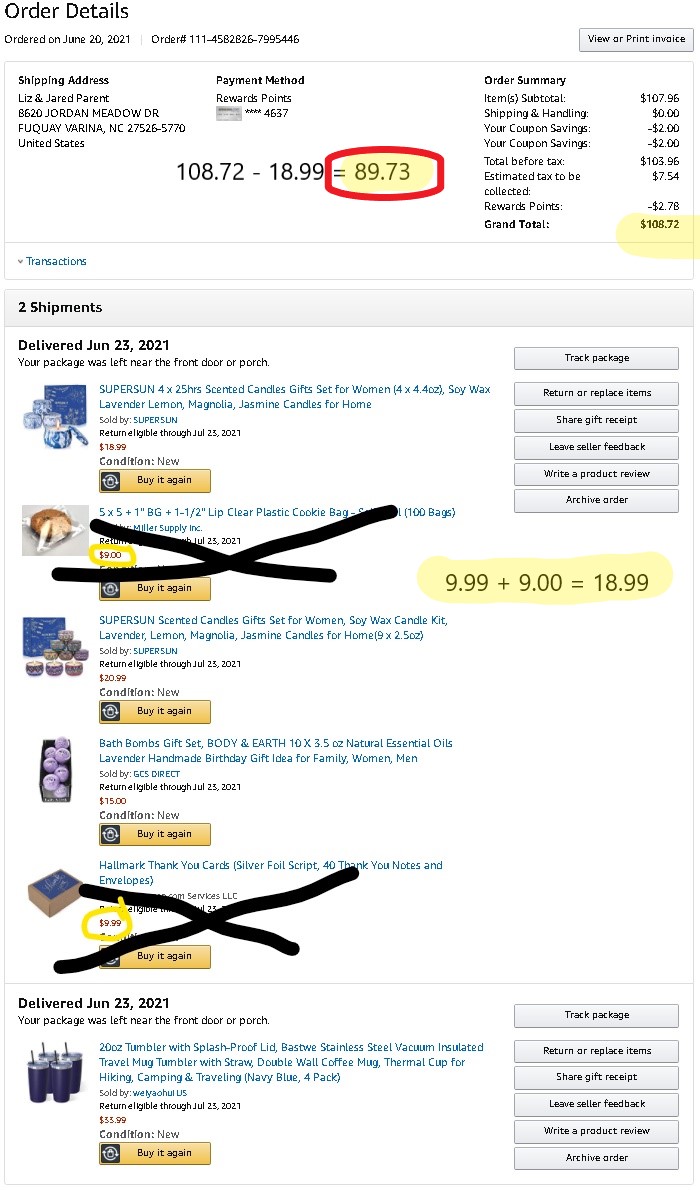 Order Details
Ordered on June 20, 2021 Order# 111-4582826-7995446
View or Print invoice
Shipping Address
Liz & Jared Parent
8620 JORDAN MEADOW DR
FUQUAY VARINA, NC 27526-5770
United States
Payment Method
Rewards Points
**** 4637
Order Summary
Item(s) Subtotal: $107.96
Shipping & Handling: $0.00
Your Coupon Savings: -$2.00
Your Coupon Savings: -$2.00
Total before tax: $103.96
Estimated tax to be $7.54
collected:
Rewards Points: -$2.78
Grand Total: $108.72
108.72 - 18.99 = 89.73
Transactions
2 Shipments
Delivered Jun 23, 2021
Your package was left near the front door or porch.
Track package
Return or replace items
Share gift receipt
Leave seller feedback
Write a product review
Archive order
SUPERSUN 4 x 25hrs Scented Candles Gifts Set for Women (4 x 4.4oz), Soy Wax
Lavender Lemon, Magnolia, Jasmine Candles for Home
Sold by: SUPERSUN
Return eligible through Jul 23, 2021
$18.99
Condition: New
Buy it again
5 x 5 + 1" BG + 1-1/2" Lip Clear Plastic Cookie Bag - (100 Bags)
Miller Supply Inc.
Jul 23, 2021
$9.00
Buy it again
9.99 + 9.00 = 18.99
SUPERSUN Scented Candles Gifts Set for Women, Soy Wax Candle Kit,
Lavender, Lemon, Magnolia, Jasmine Candles for Home(9 x 2.5oz)
Sold by: SUPERSUN
Return eligible through Jul 23, 2021
$20.99
Condition: New
Buy it again
Bath Bombs Gift Set, BODY & EARTH 10 X 3.5 oz Natural Essential Oils
Lavender Handmade Birthday Gift Idea for Family, Women, Men
Sold by: GCS DIRECT
Return eligible through Jul 23, 2021
$15.00
Condition: New
Buy it again
Hallmark Thank You Cards (Silver Foil Script, 40 Thank You Notes and
Envelopes)
.com Services LLC
eligible through Jul 23,
$9.99
Buy it again
Delivered Jun 23, 2021
Your package was left near the front door or porch.
Track package
Return or replace items
Share gift receipt
Leave seller feedback
Write a product review
Archive order
20oz Tumbler with Splash-Proof Lid, Bastwe Stainless Steel Vacuum Insulated
Travel Mug Tumbler with Straw, Double Wall Coffee Mug, Thermal Cup for
Hiking, Camping & Traveling (Navy Blue, 4 Pack)
Sold by: weiyaohui US
Return eligible through Jul 23, 2021
$33.99
Condition: New
Buy it again